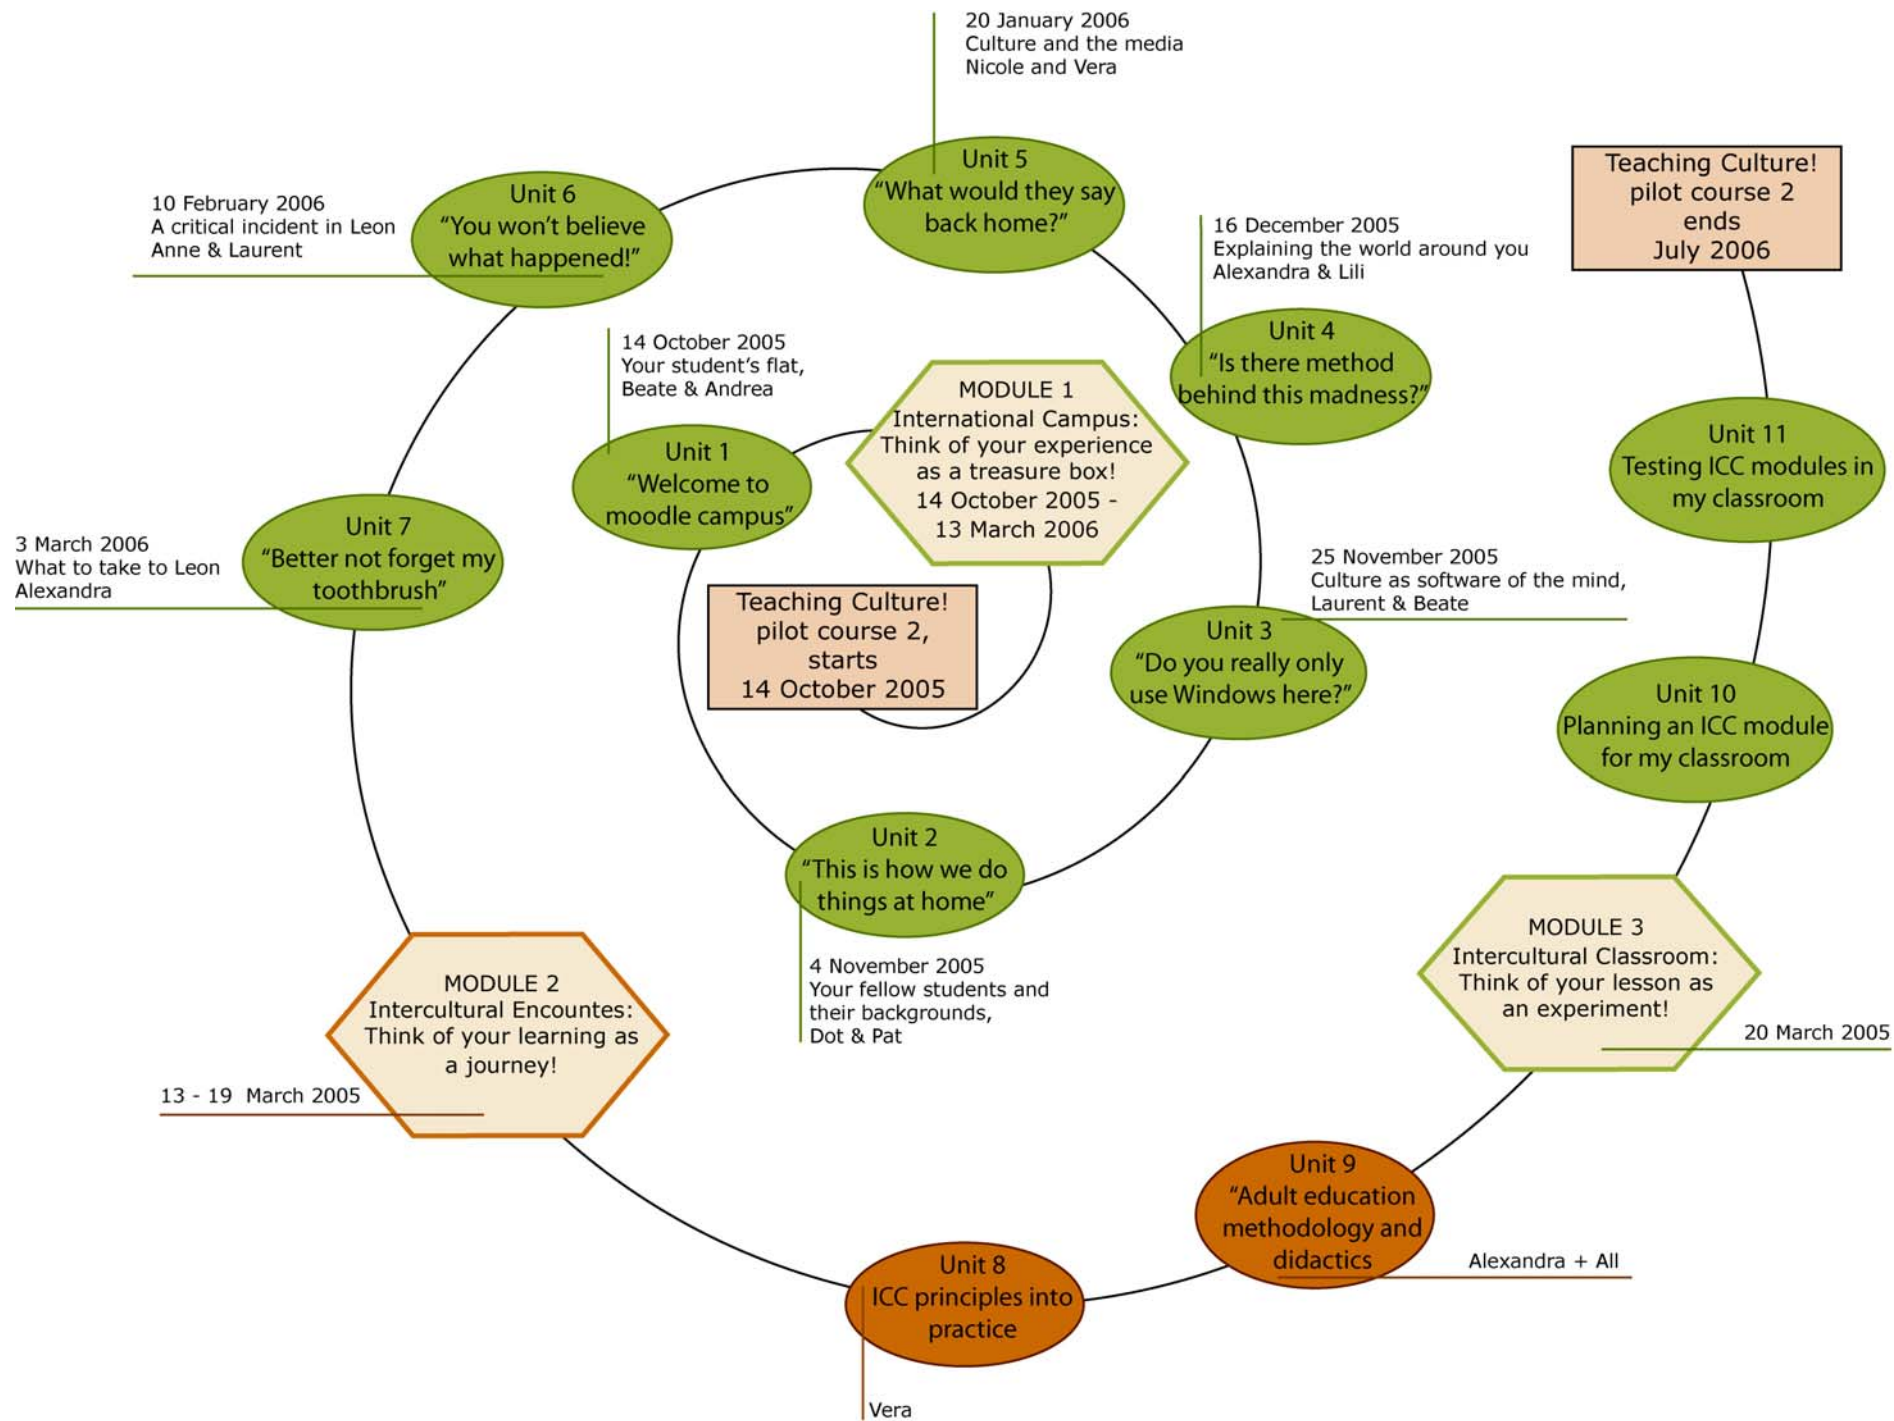 20 January 2006
Culture and the media
Nicole and Vera
Unit 5
“What would they say
back home?”
Teaching Culture!
pilot course 2
ends
July 2006
10 February 2006
A critical incident in Leon
Anne & Laurent
Unit 6
“You won’t believe
what happened!”
16 December 2005
Explaining the world around you
Alexandra & Lili
Unit 4
“Is there method
behind this madness?”
14 October 2005
Your student’s flat,
Beate & Andrea
Unit 1
“Welcome to
moodle campus”
MODULE 1
International Campus:
Think of your experience
as a treasure box!
14 October 2005 -
13 March 2006
Unit 11
Testing ICC modules in
my classroom
3 March 2006
What to take to Leon
Alexandra
Unit 7
“Better not forget my
toothbrush”
Teaching Culture!
pilot course 2,
starts
14 October 2005
25 November 2005
Culture as software of the mind,
Laurent & Beate
Unit 3
“Do you really only
use Windows here?”
Unit 10
Planning an ICC module
for my classroom
Unit 2
“This is how we do
things at home”
4 November 2005
Your fellow students and
their backgrounds,
Dot & Pat
MODULE 2
Intercultural Encountes:
Think of your learning as
a journey!
13 - 19 March 2005
MODULE 3
Intercultural Classroom:
Think of your lesson as
an experiment!
20 March 2005
Unit 9
“Adult education
methodology and
didactics
Alexandra + All
Unit 8
ICC principles into
practice
Vera